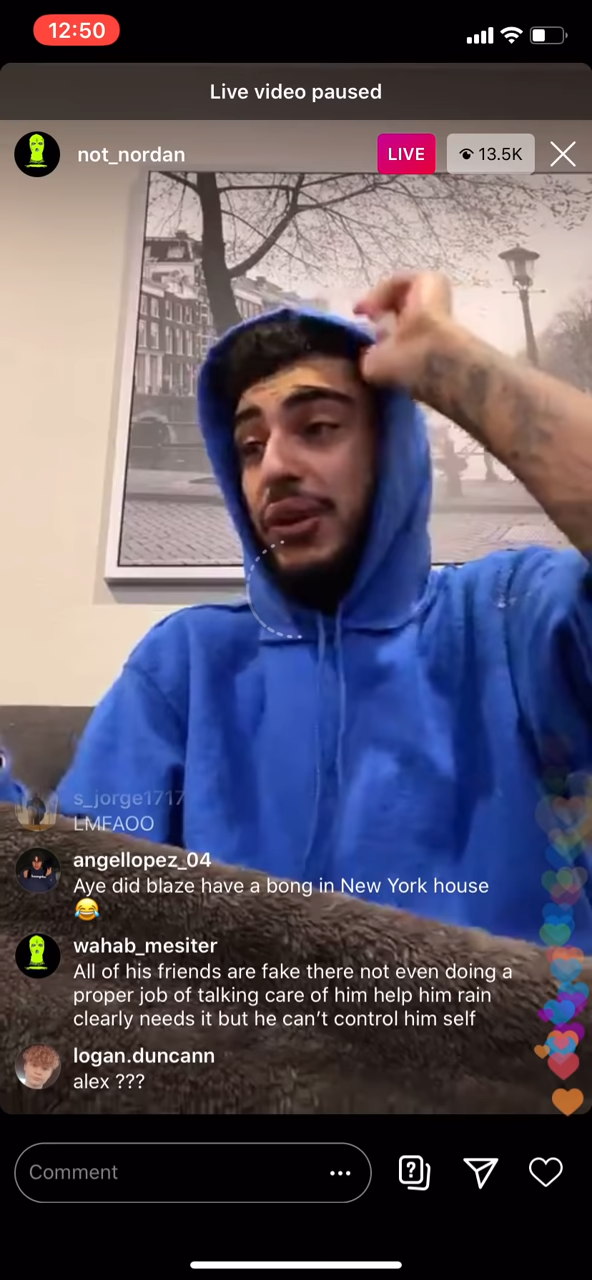 12:50
Live video paused
not_nordan
LIVE
13.5K
s_jorge1717
LMFAOO
angellopez_04
Aye did blaze have a bong in New York house
😂
wahab_mesiter
All of his friends are fake there not even doing a
proper job of talking care of him help him rain
clearly needs it but he can’t control him self
logan.duncann
alex ???
Comment